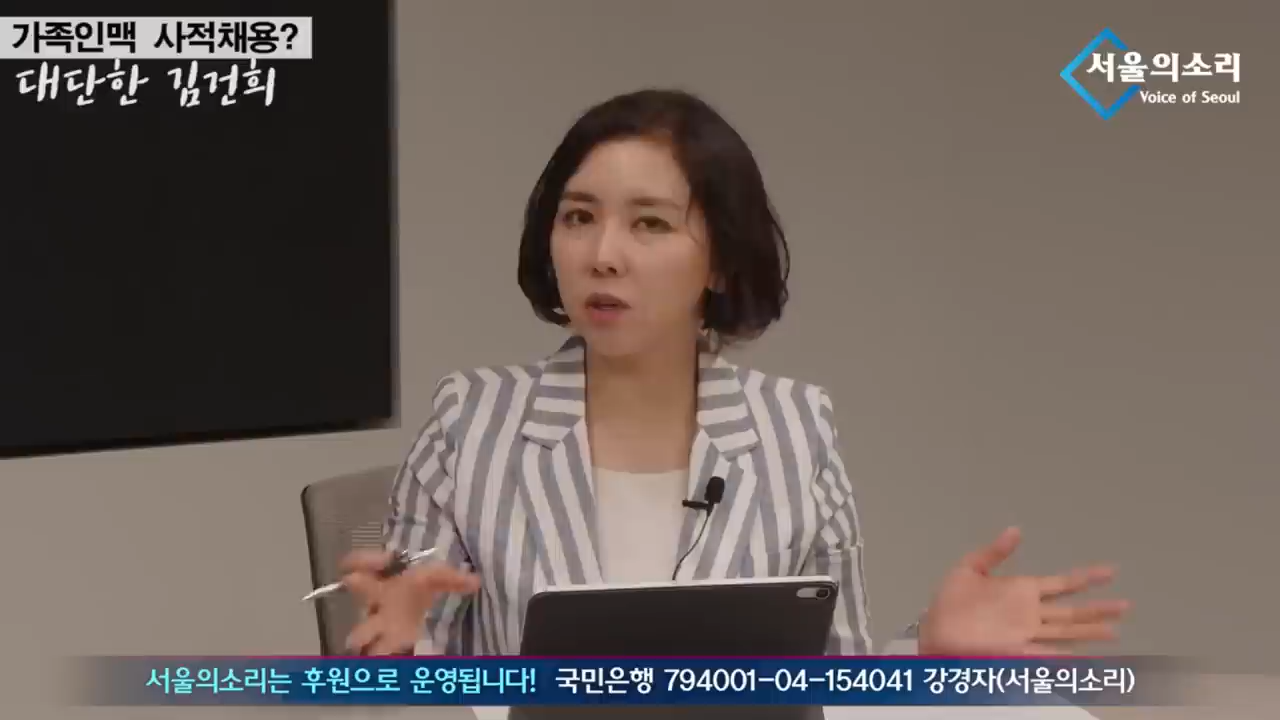 가족인맥 사적채용?
대단한 김건희
서울의소리
Voice of Seoul
서울의소리는 후원으로 운영됩니다! 국민은행 794001-04-154041 강경자(서울의소리)